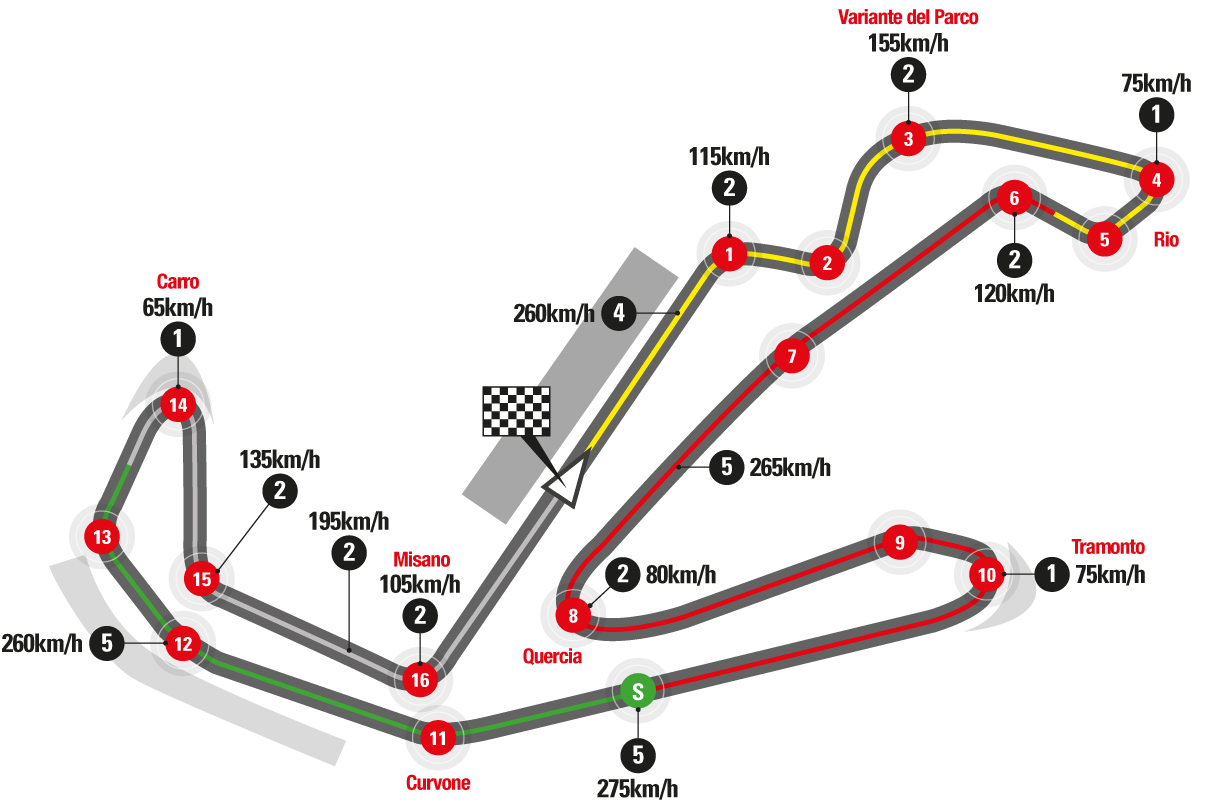 Variante del Parco
155km/h
2
3
75km/h
1
4
115km/h
2
1
2
6
5
Rio
2
120km/h
Carro
65km/h
1
14
260km/h 4
7
135km/h
2
5 265km/h
195km/h
2
13
Misano
105km/h
2
9
Tramonto
10
1 75km/h
15
2 80km/h
8
Quercia
260km/h 5
12
16
S
11
Curvone
5
275km/h